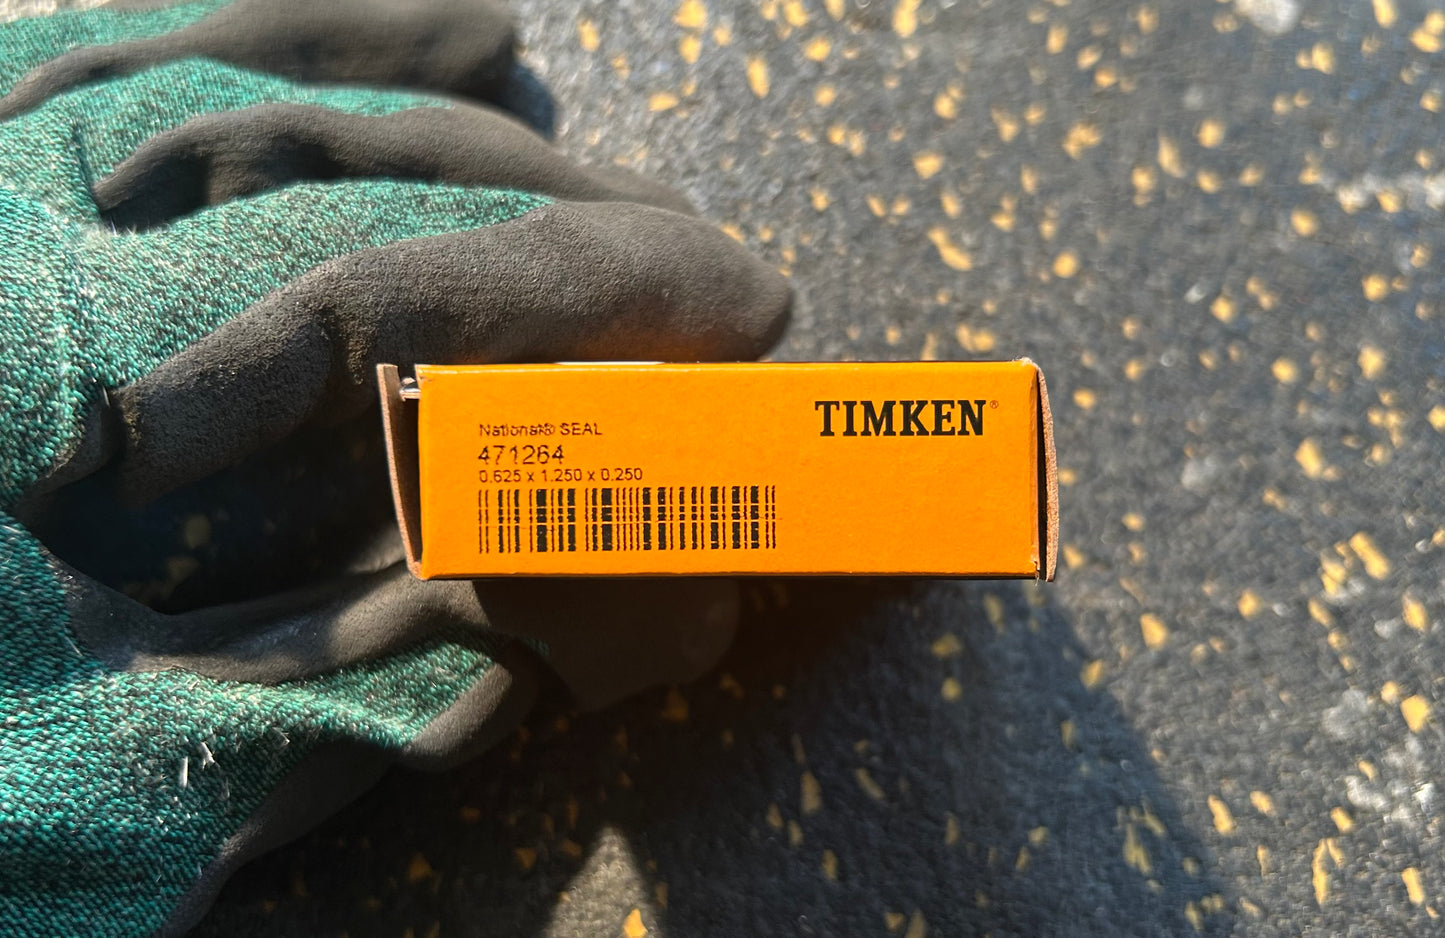 National® SEAL
471264
0.625 x 1.250 x 0.250
TIMKEN®